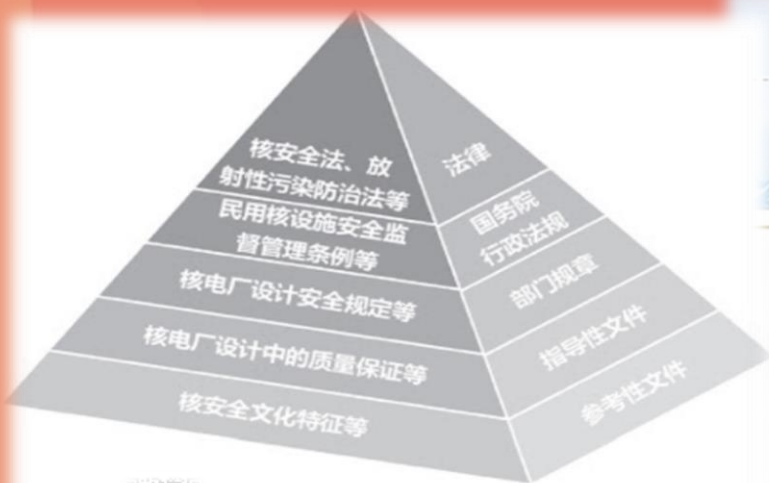 核安全法、放
射性污染防治法等
法律
民用核设施安全监
督管理条例等
国务院
行政法规
核电厂设计安全规定等
部门规章
核电厂设计中的质量保证等
指导性文件
核安全文化特征等
参考性文件